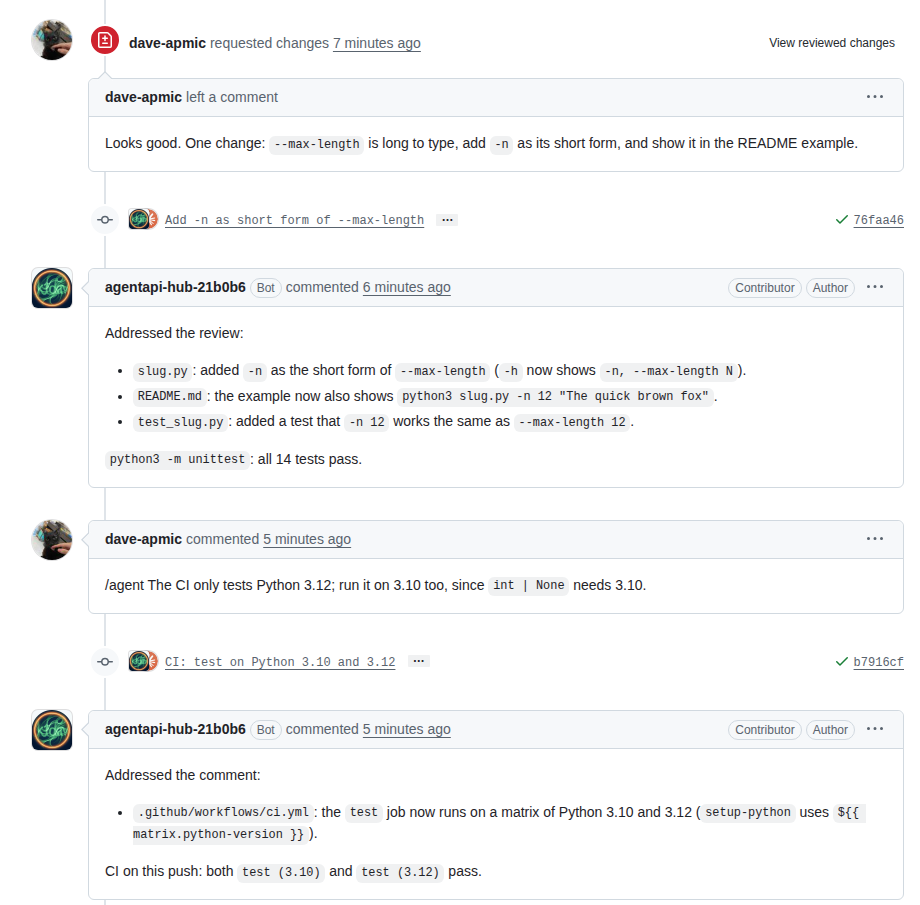 dave-apmic requested changes 7 minutes ago
View reviewed changes
dave-apmic left a comment
Looks good. One change: --max-length is long to type, add -n as its short form, and show it in the README example.
Add -n as short form of --max-length
76faa46
agentapi-hub-21b0b6 Bot commented 6 minutes ago
Contributor Author
Addressed the review:
slug.py: added -n as the short form of --max-length (-h now shows -n, --max-length N).
README.md: the example now also shows python3 slug.py -n 12 "The quick brown fox".
test_slug.py: added a test that -n 12 works the same as --max-length 12.
python3 -m unittest: all 14 tests pass.
dave-apmic commented 5 minutes ago
/agent The CI only tests Python 3.12; run it on 3.10 too, since int | None needs 3.10.
CI: test on Python 3.10 and 3.12
b7916cf
agentapi-hub-21b0b6 Bot commented 5 minutes ago
Contributor Author
Addressed the comment:
.github/workflows/ci.yml: the test job now runs on a matrix of Python 3.10 and 3.12 (setup-python uses ${{
matrix.python-version }}).
CI on this push: both test (3.10) and test (3.12) pass.